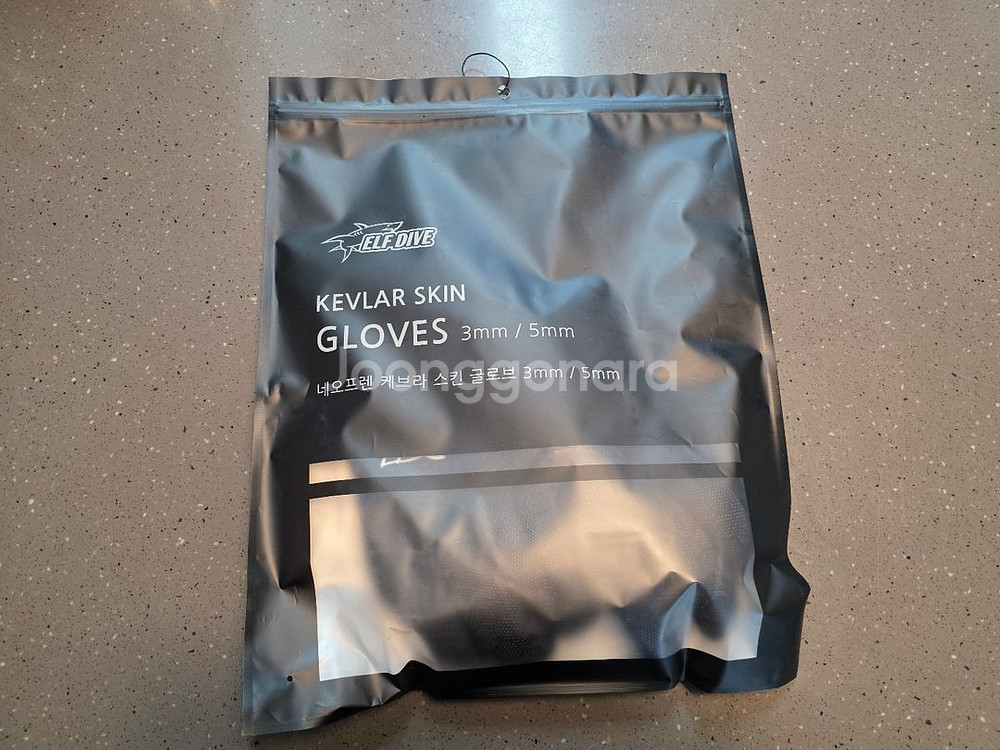 ELF DIVE
KEVLAR SKIN
GLOVES 3mm / 5mm
Joonggonara
네오프렌 케브라 스킨 글로브 3mm / 5mm